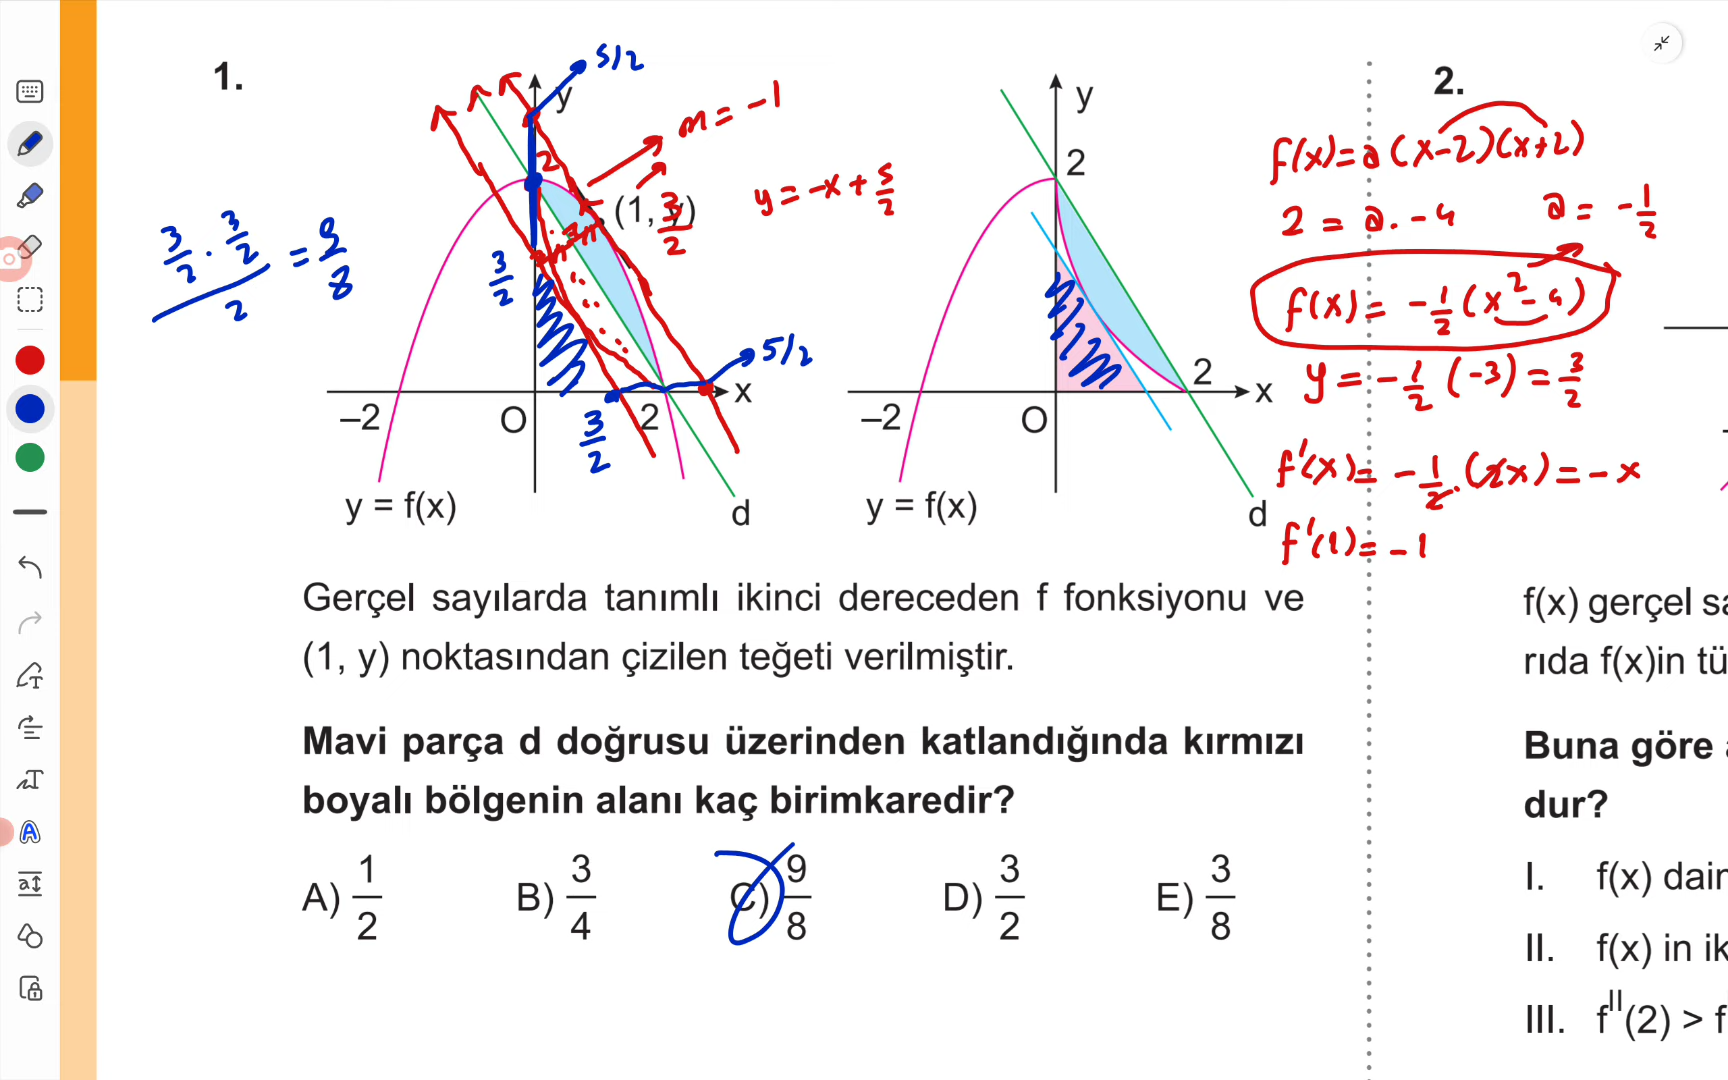 1.
5/2
y
m = -1
2
(1, y)
3/2
y = -x + 5/2
3/2 · 3/2 / 2 = 9/8
3/2
5/2
x
-2
O
3/2
2
y = f(x)
d
y
2
2
x
-2
O
y = f(x)
d
f(x) = a(x-2)(x+2)
2 = a · -4
a = -1/2
f(x) = -1/2 (x² - 4)
y = -1/2 (-3) = 3/2
f'(x) = -1/2 · (2x) = -x
f'(1) = -1
Gerçel sayılarda tanımlı ikinci dereceden f fonksiyonu ve
(1, y) noktasından çizilen teğeti verilmiştir.
Mavi parça d doğrusu üzerinden katlandığında kırmızı
boyalı bölgenin alanı kaç birimkaredir?
A) 1/2 B) 3/4 C) 9/8 D) 3/2 E) 3/8
2.
f(x) gerçel
rıda f(x)in
Buna göre
dur?
I. f(x)
II. f(x) in
III. f^II(2) > f